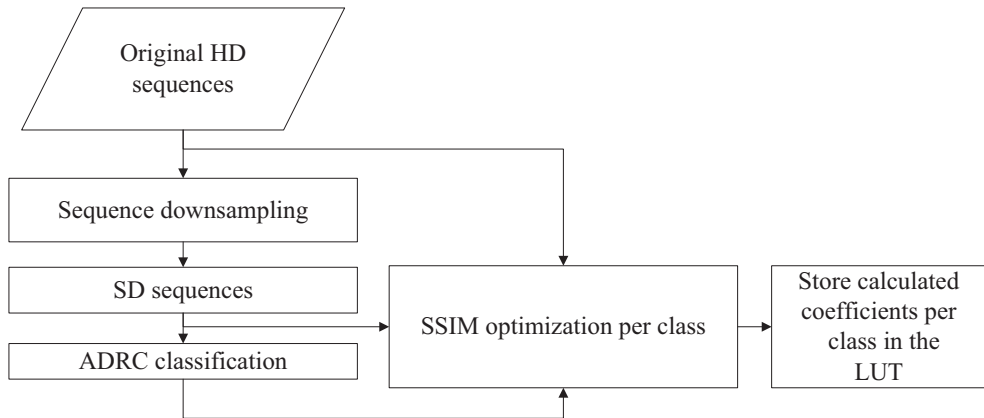 Original HD
sequences
Sequence downsampling
SD sequences
ADRC classification
SSIM optimization per class
Store calculated
coefficients per
class in the
LUT